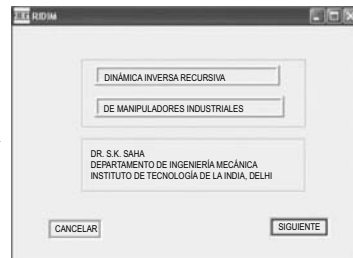 RIDIM
DINÁMICA INVERSA RECURSIVA
DE MANIPULADORES INDUSTRIALES
DR. S.K. SAHA
DEPARTAMENTO DE INGENIERÍA MECÁNICA
INSTITUTO DE TECNOLOGÍA DE LA INDIA, DELHI
CANCELAR
SIGUIENTE